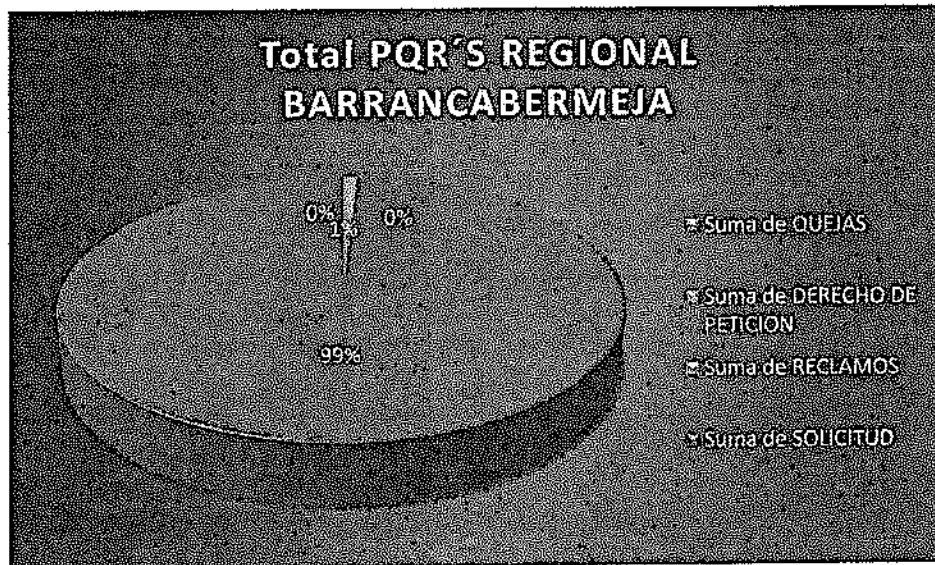 Total PQR´S REGIONAL
BARRANCABERMEJA
0%
1%
0%
99%
Suma de QUEJAS
Suma de DERECHO DE
PETICION
Suma de RECLAMOS
Suma de SOLICITUD